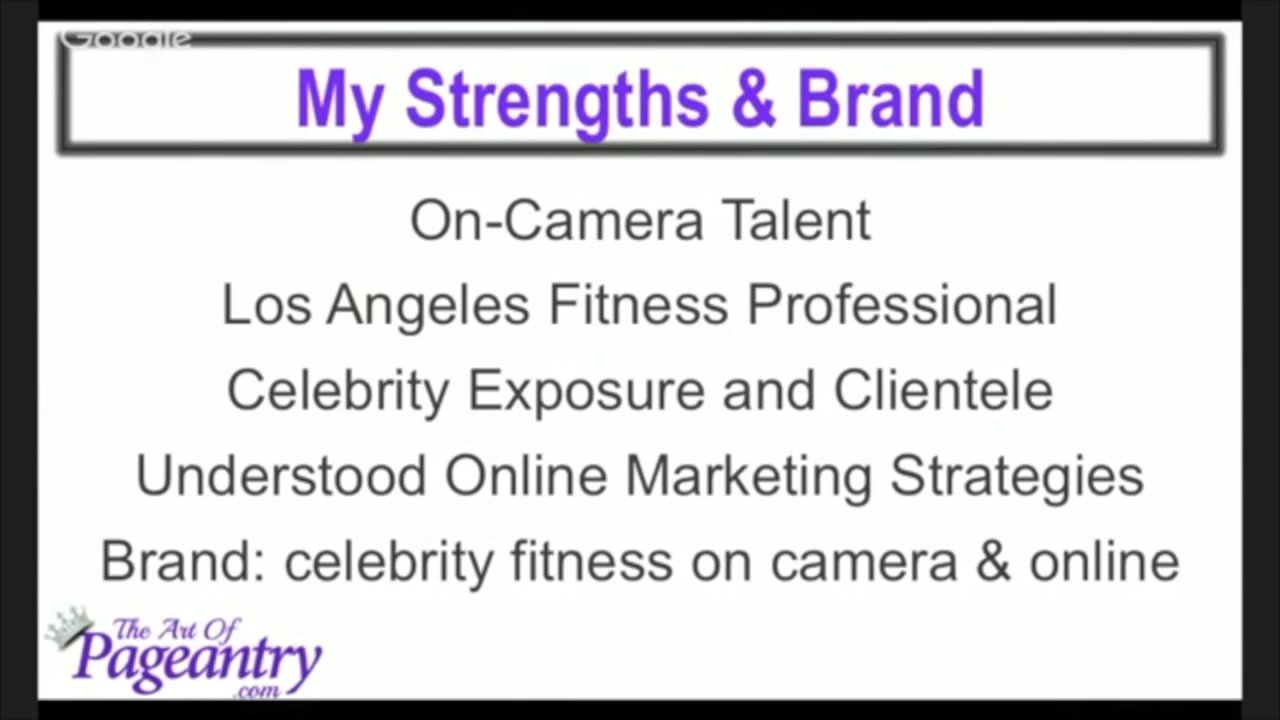 Google
My Strengths & Brand
On-Camera Talent
Los Angeles Fitness Professional
Celebrity Exposure and Clientele
Understood Online Marketing Strategies
Brand: celebrity fitness on camera & online
The Art Of
Pageantry
.com